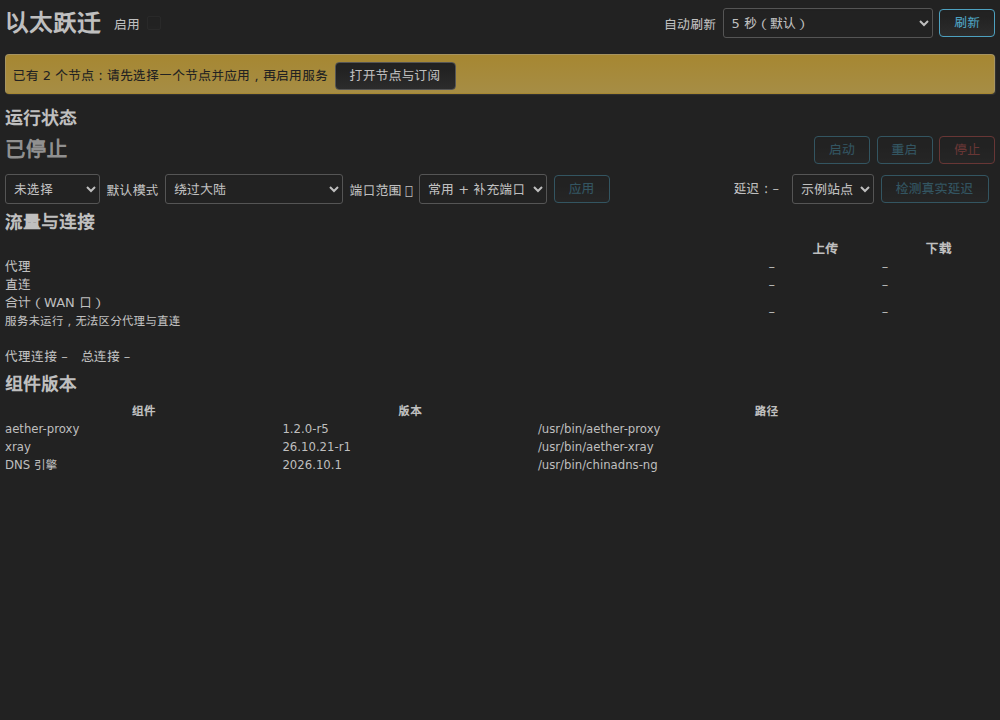 以太跃迁 启用 自动刷新 5 秒（默认） 刷新
已有 2 个节点：请先选择一个节点并应用，再启用服务 打开节点与订阅
运行状态
已停止 启动 重启 停止
未选择 默认模式 绕过大陆 端口范围 常用 + 补充端口 应用 延迟：– 示例站点 检测真实延迟
流量与连接
上传 下载
代理 – –
直连 – –
合计（WAN 口） – –
服务未运行，无法区分代理与直连
代理连接 – 总连接 –
组件版本
组件 版本 路径
aether-proxy 1.2.0-r5 /usr/bin/aether-proxy
xray 26.10.21-r1 /usr/bin/aether-xray
DNS 引擎 2026.10.1 /usr/bin/chinadns-ng